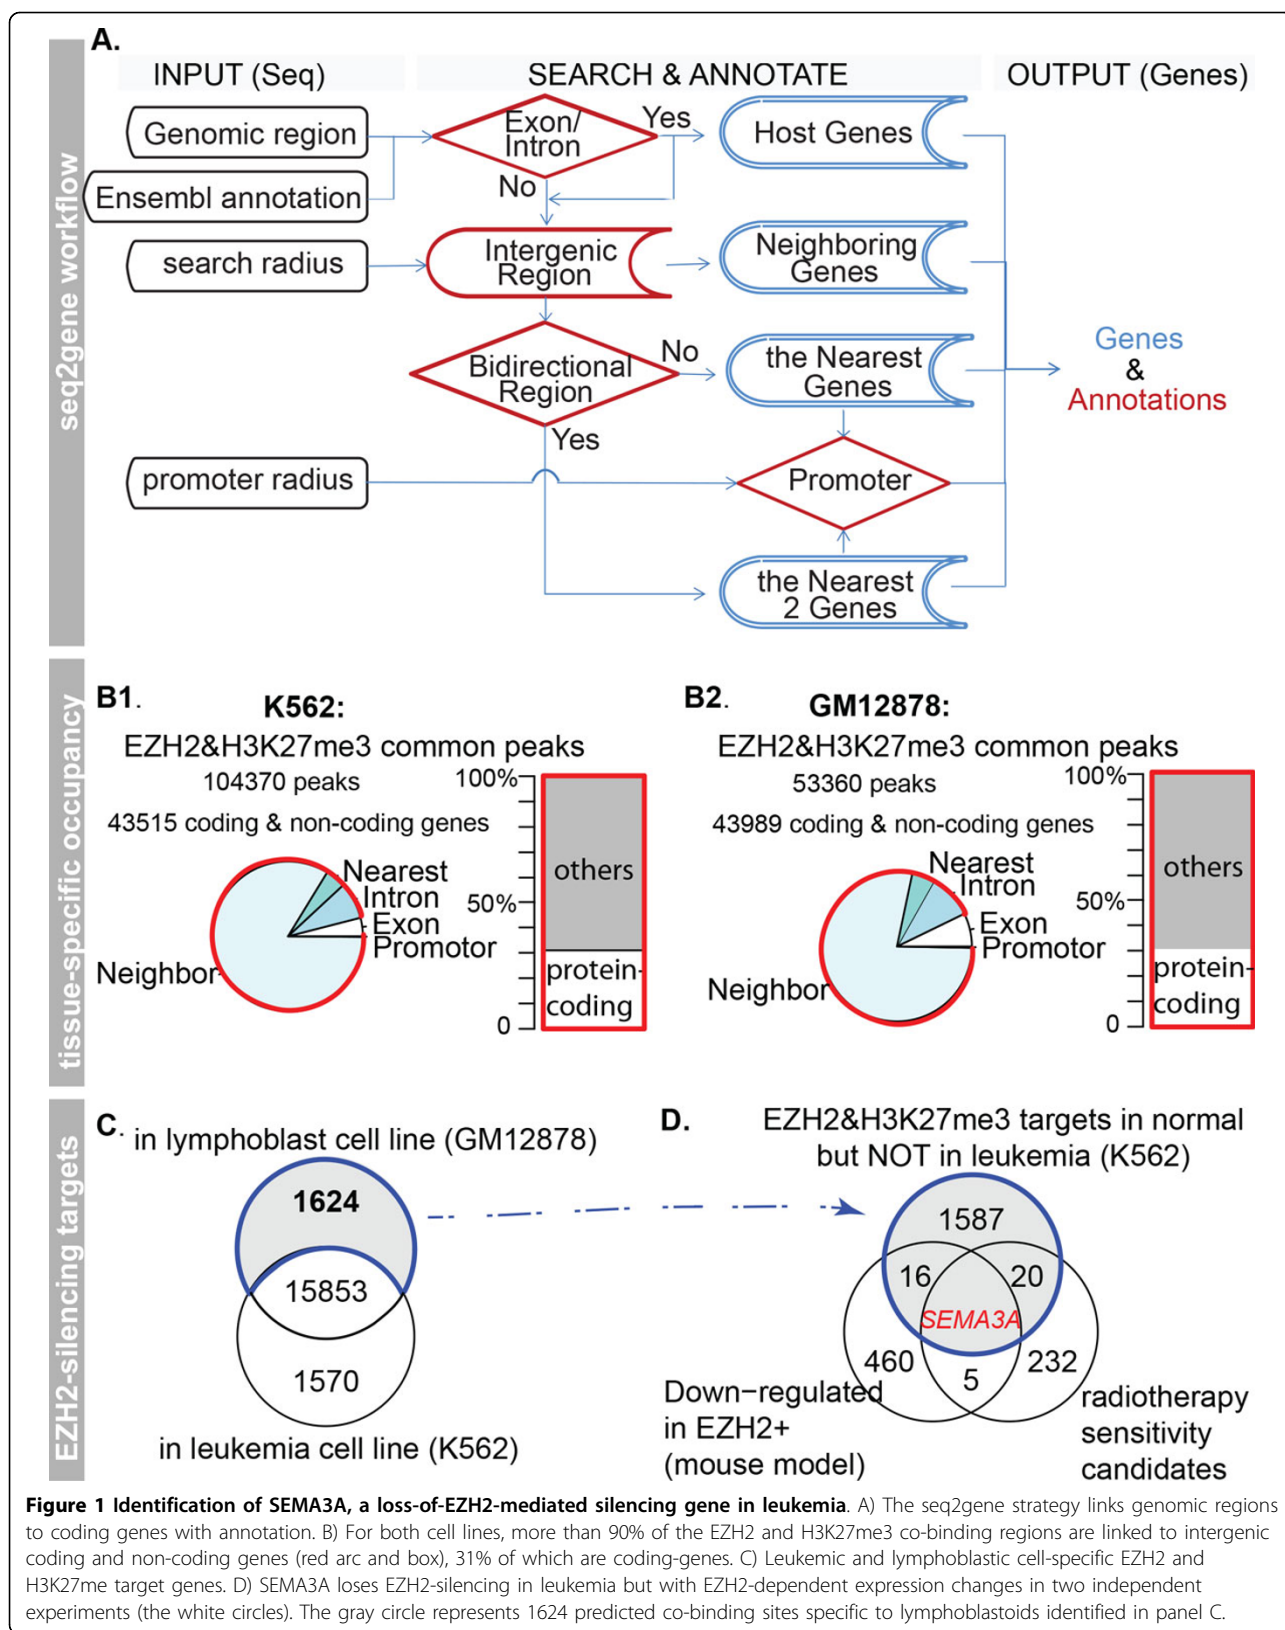 A.
INPUT (Seq)
SEARCH & ANNOTATE
OUTPUT (Genes)
seq2gene workflow
Genomic region
Ensembl annotation
search radius
promoter radius
Exon/
Intron
Yes
No
Host Genes
Intergenic
Region
Neighboring
Genes
Bidirectional
Region
No
Yes
the Nearest
Genes
Promoter
the Nearest
2 Genes
Genes
&
Annotations
tissue-specific occupancy
B1.
K562:
EZH2&H3K27me3 common peaks
104370 peaks
43515 coding & non-coding genes
Nearest
Intron
Exon
Promotor
Neighbor
100%
50%
0
others
protein-
coding
B2.
GM12878:
EZH2&H3K27me3 common peaks
53360 peaks
43989 coding & non-coding genes
Nearest
Intron
Exon
Promotor
Neighbor
100%
50%
0
others
protein-
coding
EZH2-silencing targets
C.
in lymphoblast cell line (GM12878)
1624
15853
1570
in leukemia cell line (K562)
D.
EZH2&H3K27me3 targets in normal
but NOT in leukemia (K562)
1587
16
20
SEMA3A
460
5
232
Down-regulated
in EZH2+
(mouse model)
radiotherapy
sensitivity
candidates
Figure 1 Identification of SEMA3A, a loss-of-EZH2-mediated silencing gene in leukemia. A) The seq2gene strategy links genomic regions
to coding genes with annotation. B) For both cell lines, more than 90% of the EZH2 and H3K27me3 co-binding regions are linked to intergenic
coding and non-coding genes (red arc and box), 31% of which are coding-genes. C) Leukemic and lymphoblastic cell-specific EZH2 and
H3K27me target genes. D) SEMA3A loses EZH2-silencing in leukemia but with EZH2-dependent expression changes in two independent
experiments (the white circles). The gray circle represents 1624 predicted co-binding sites specific to lymphoblastoids identified in panel C.